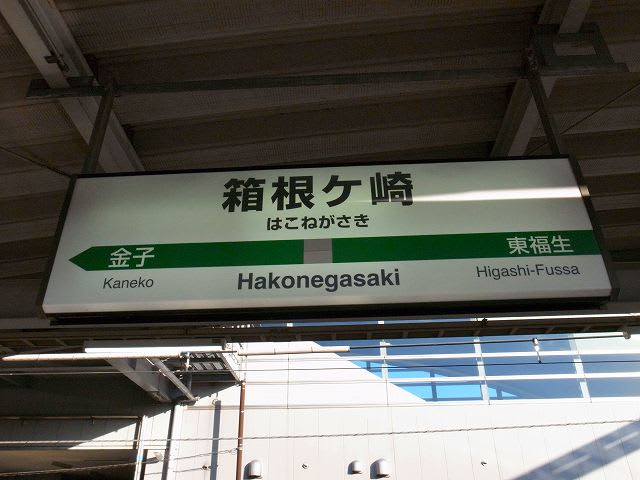 箱根ケ崎
はこねがさき
金子
東福生
Kaneko
Hakonegasaki
Higashi-Fussa